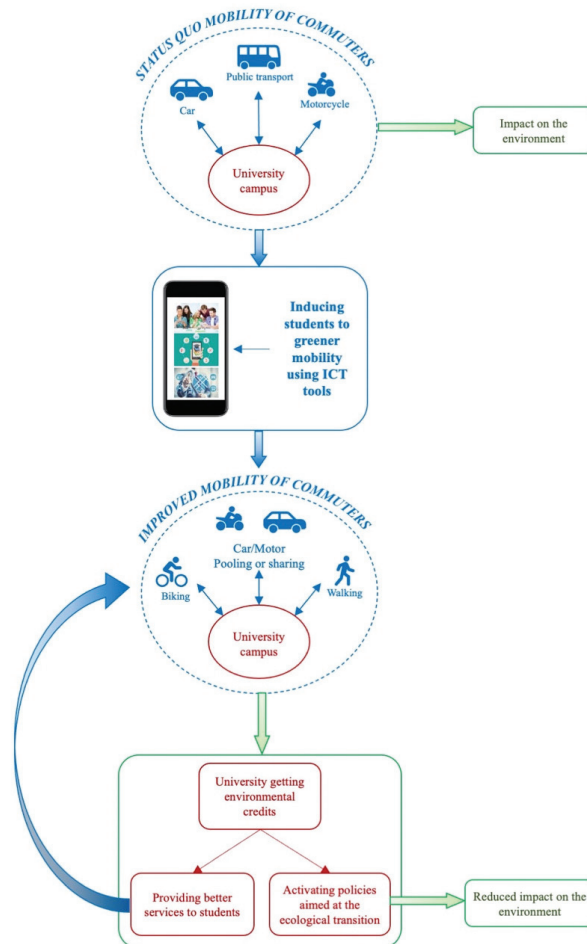 STATUS QUO MOBILITY OF COMMUTERS
Public transport
Car
Motorcycle
University
campus
Impact on the
environment
Inducing
students to
greener
mobility
using ICT
tools
IMPROVED MOBILITY OF COMMUTERS
Car/Motor
Pooling or sharing
Biking
Walking
University
campus
University getting
environmental
credits
Providing better
services to students
Activating policies
aimed at the
ecological transition
Reduced impact on the
environment